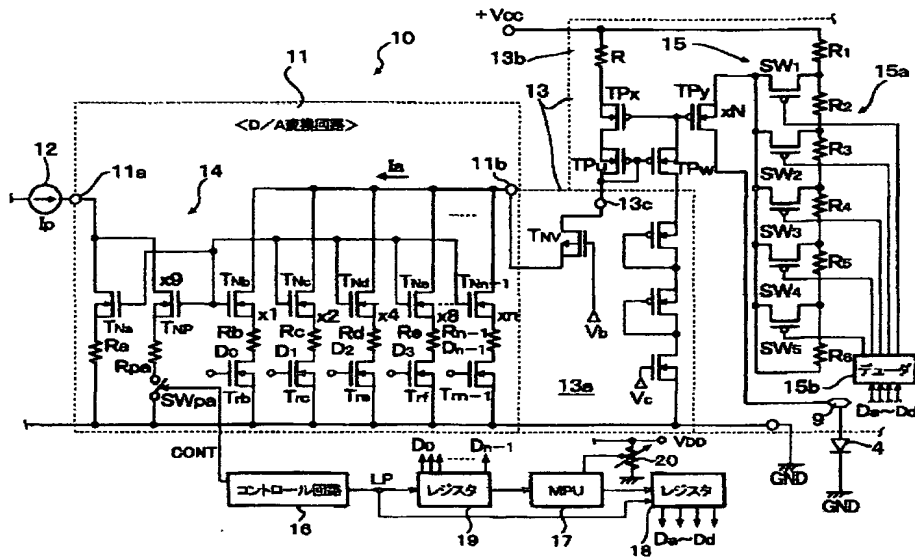 10
11
<D/A変換回路>
12
11a
Ip
14
Ia
11b
+Vcc
13b
13
R
TPx
TPy
xN
TPu
TPw
13c
TNV
Vb
Vc
13a
15
15a
SW1
SW2
SW3
SW4
SW5
R1
R2
R3
R4
R5
R6
デューダ
15b
Da~Dd
9
4
GND
GND
x9
TNa
TNP
TNb
TNc
TNd
TNe
TNn-1
x1
x2
x4
x8
xn
Ra
Rpa
Rb
Rc
Rd
Re
Rn-1
D0
D1
D2
D3
Dn-1
SWpa
Trb
Trc
Tre
Trf
Trn-1
CONT
コントロール回路
16
LP
D0
Dn-1
レジスタ
19
MPU
17
VDD
20
レジスタ
18
Da~Dd